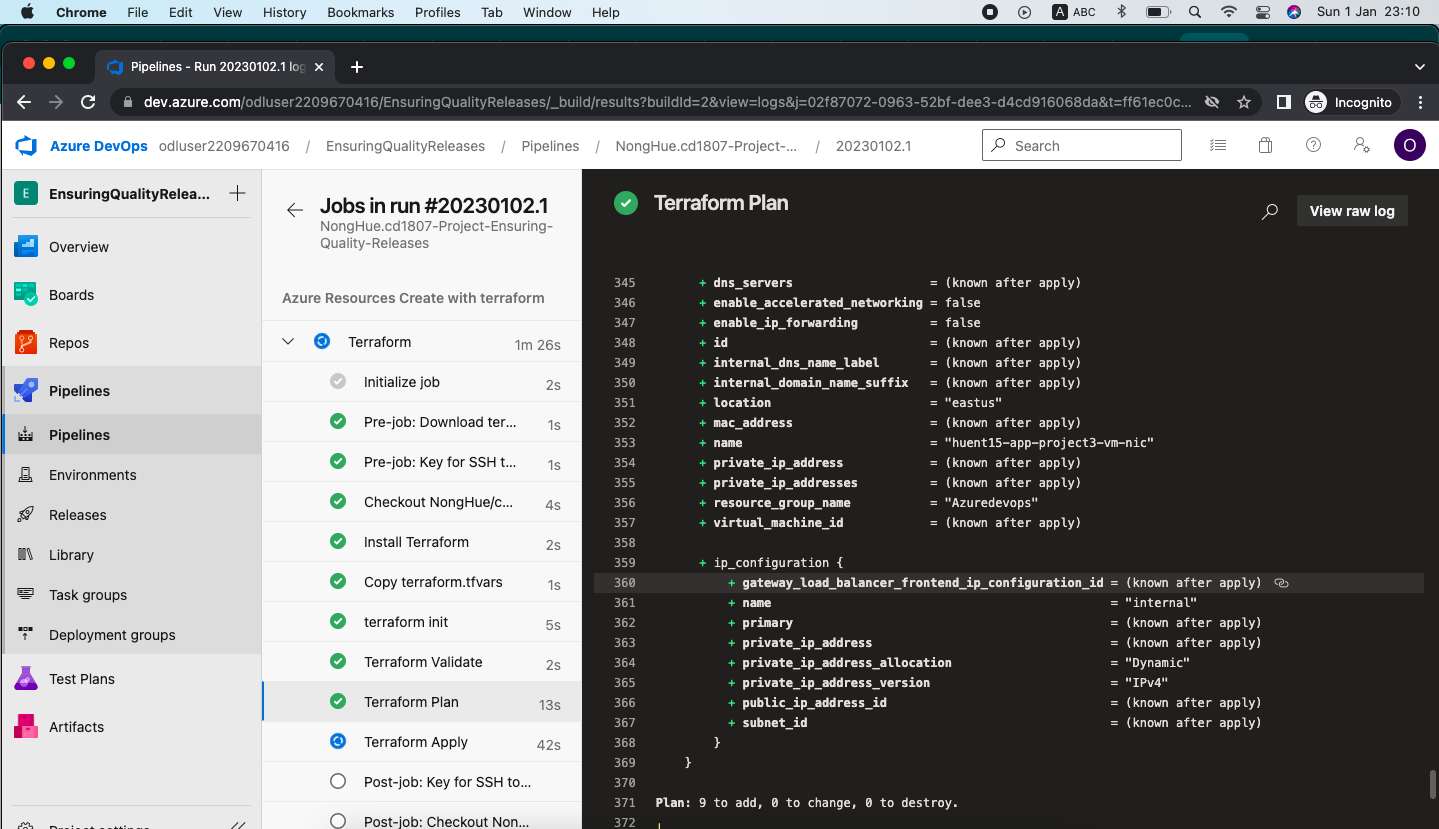 Chrome File Edit View History Bookmarks Profiles Tab Window Help A ABC Sun 1 Jan 23:10
Pipelines - Run 20230102.1 log
dev.azure.com/odluser2209670416/EnsuringQualityReleases/_build/results?buildId=2&view=logs&j=02f87072-0963-52bf-dee3-d4cd916068da&t=ff61ec0c... Incognito
Azure DevOps odluser2209670416 / EnsuringQualityReleases / Pipelines / NongHue.cd1807-Project-... / 20230102.1 Search O
E EnsuringQualityRelea...
Overview
Boards
Repos
Pipelines
Pipelines
Environments
Releases
Library
Task groups
Deployment groups
Test Plans
Artifacts
Project settings
Jobs in run #20230102.1
NongHue.cd1807-Project-Ensuring-
Quality-Releases
Azure Resources Create with terraform
Terraform 1m 26s
Initialize job 2s
Pre-job: Download ter... 1s
Pre-job: Key for SSH t... 1s
Checkout NongHue/c... 4s
Install Terraform 2s
Copy terraform.tfvars 1s
terraform init 5s
Terraform Validate 2s
Terraform Plan 13s
Terraform Apply 42s
Post-job: Key for SSH to...
Post-job: Checkout Non...
Terraform Plan
View raw log
345 + dns_servers = (known after apply)
346 + enable_accelerated_networking = false
347 + enable_ip_forwarding = false
348 + id = (known after apply)
349 + internal_dns_name_label = (known after apply)
350 + internal_domain_name_suffix = (known after apply)
351 + location = "eastus"
352 + mac_address = (known after apply)
353 + name = "huent15-app-project3-vm-nic"
354 + private_ip_address = (known after apply)
355 + private_ip_addresses = (known after apply)
356 + resource_group_name = "Azuredevops"
357 + virtual_machine_id = (known after apply)
358
359 + ip_configuration {
360 + gateway_load_balancer_frontend_ip_configuration_id = (known after apply)
361 + name = "internal"
362 + primary = (known after apply)
363 + private_ip_address = (known after apply)
364 + private_ip_address_allocation = "Dynamic"
365 + private_ip_address_version = "IPv4"
366 + public_ip_address_id = (known after apply)
367 + subnet_id = (known after apply)
368 }
369 }
370
371 Plan: 9 to add, 0 to change, 0 to destroy.
372